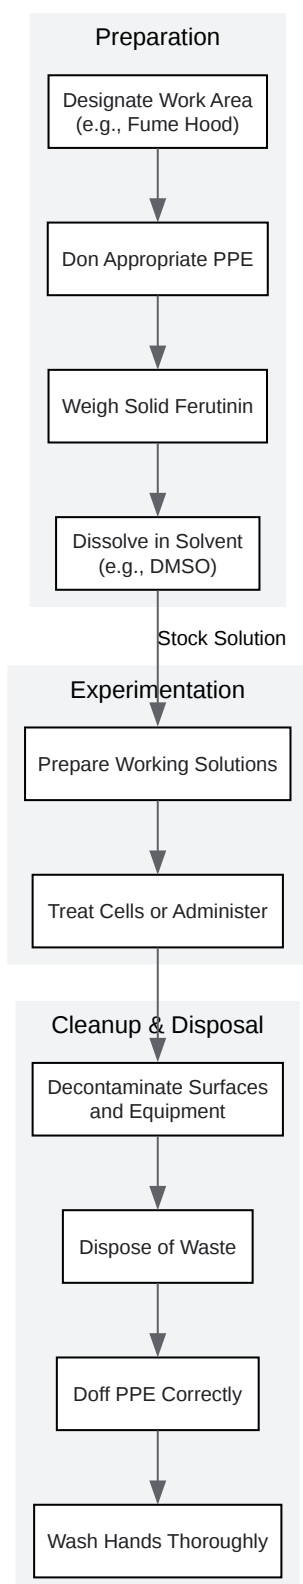 Preparation
Designate Work Area
(e.g., Fume Hood)
Don Appropriate PPE
Weigh Solid Ferutinin
Dissolve in Solvent
(e.g., DMSO)
Stock Solution
Experimentation
Prepare Working Solutions
Treat Cells or Administer
Cleanup & Disposal
Decontaminate Surfaces
and Equipment
Dispose of Waste
Doff PPE Correctly
Wash Hands Thoroughly